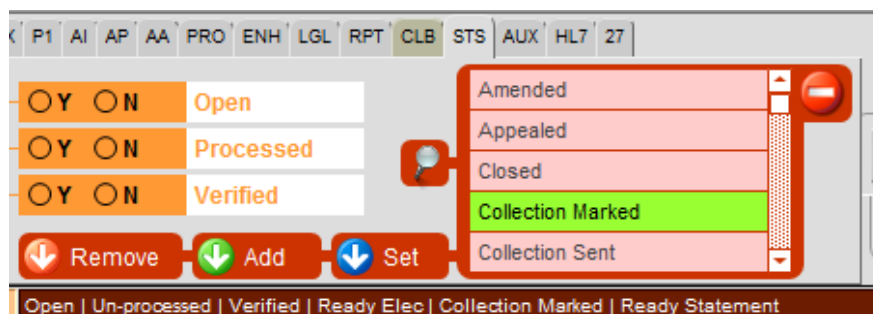 P1 AI AP AA PRO ENH LGL RPT CLB STS AUX HL7 27
Y N Open
Y N Processed
Y N Verified
Amended
Appealed
Closed
Collection Marked
Collection Sent
Remove Add Set
Open | Un-processed | Verified | Ready Elec | Collection Marked | Ready Statement